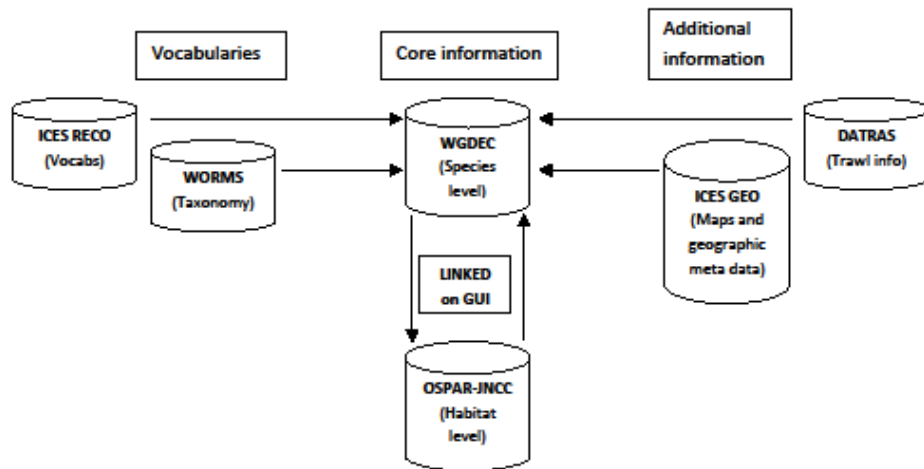 Vocabularies
Core information
Additional
information
ICES RECO
(Vocabs)
WORMS
(Taxonomy)
WGDEC
(Species
level)
DATRAS
(Trawl info)
ICES GEO
(Maps and
geographic
meta data)
LINKED
on GUI
OSPAR-JNCC
(Habitat
level)